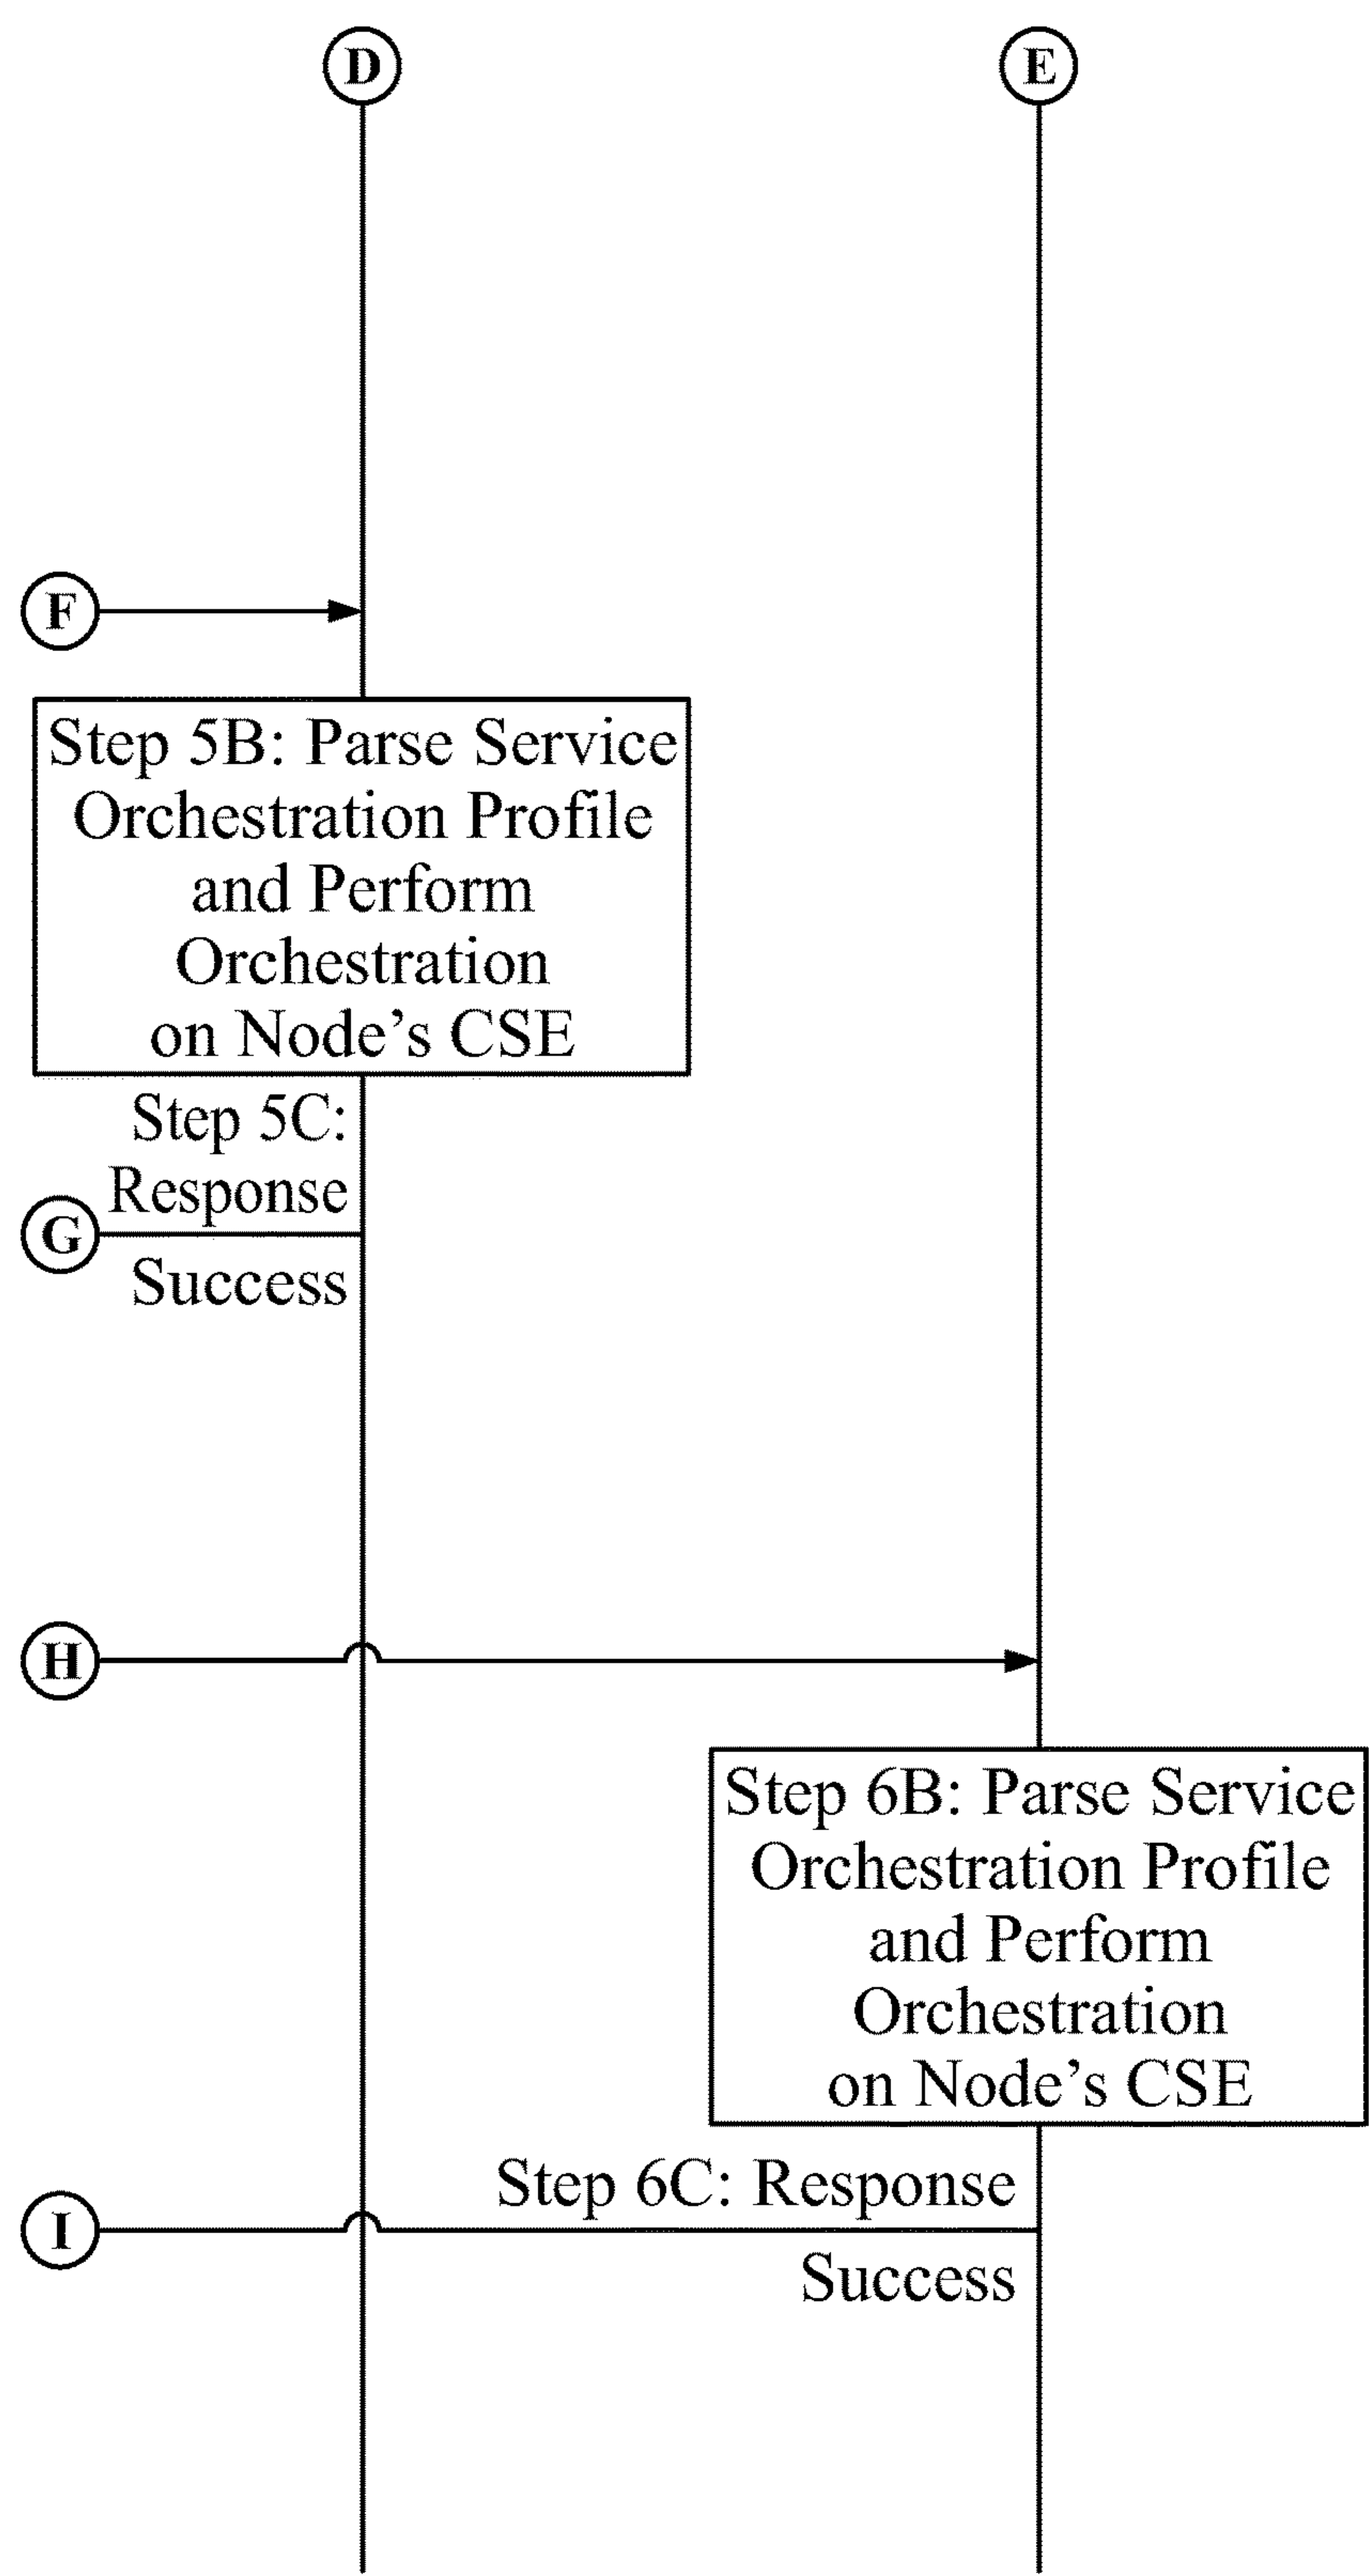 D
E
F
Step 5B: Parse Service
Orchestration Profile
and Perform
Orchestration
on Node’s CSE
Step 5C:
Response
G
Success
H
Step 6B: Parse Service
Orchestration Profile
and Perform
Orchestration
on Node’s CSE
Step 6C: Response
I
Success